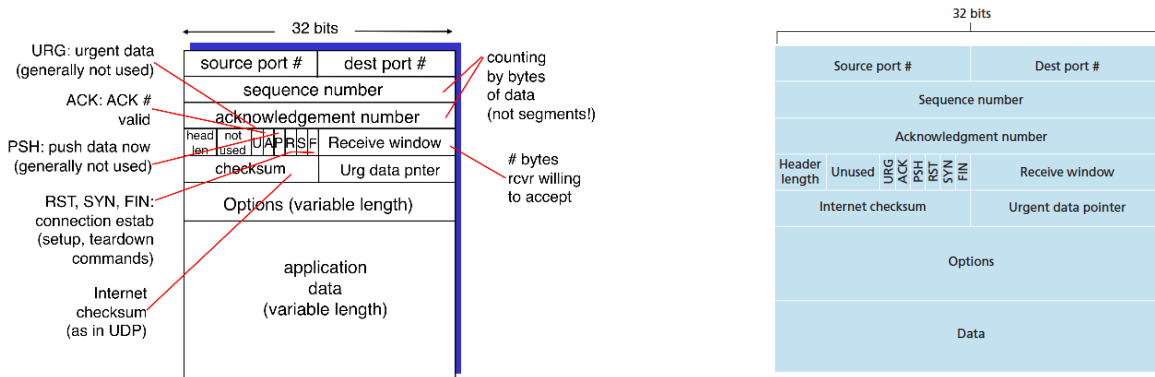 32 bits
URG: urgent data
(generally not used)
ACK: ACK #
valid
PSH: push data now
(generally not used)
RST, SYN, FIN:
connection estab
(setup, teardown
commands)
Internet
checksum
(as in UDP)
source port #
dest port #
sequence number
acknowledgement number
head
len
not
used
U
A
P
R
S
F
Receive window
checksum
Urg data pnter
Options (variable length)
application
data
(variable length)
counting
by bytes
of data
(not segments!)
# bytes
rcvr willing
to accept
32 bits
Source port #
Dest port #
Sequence number
Acknowledgment number
Header
length
Unused
URG
ACK
PSH
RST
SYN
FIN
Receive window
Internet checksum
Urgent data pointer
Options
Data